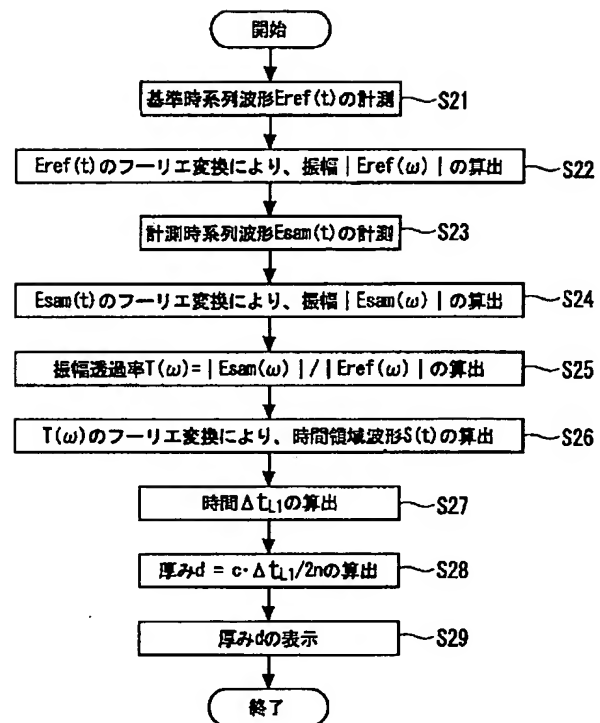 開始
基準時系列波形Eref(t)の計測 S21
Eref(t)のフーリエ変換により、振幅|Eref(ω)|の算出 S22
計測時系列波形Esam(t)の計測 S23
Esam(t)のフーリエ変換により、振幅|Esam(ω)|の算出 S24
振幅透過率T(ω)=|Esam(ω)|/|Eref(ω)|の算出 S25
T(ω)のフーリエ変換により、時間領域波形S(t)の算出 S26
時間ΔtL1の算出 S27
厚みd = c・ΔtL1/2nの算出 S28
厚みdの表示 S29
終了